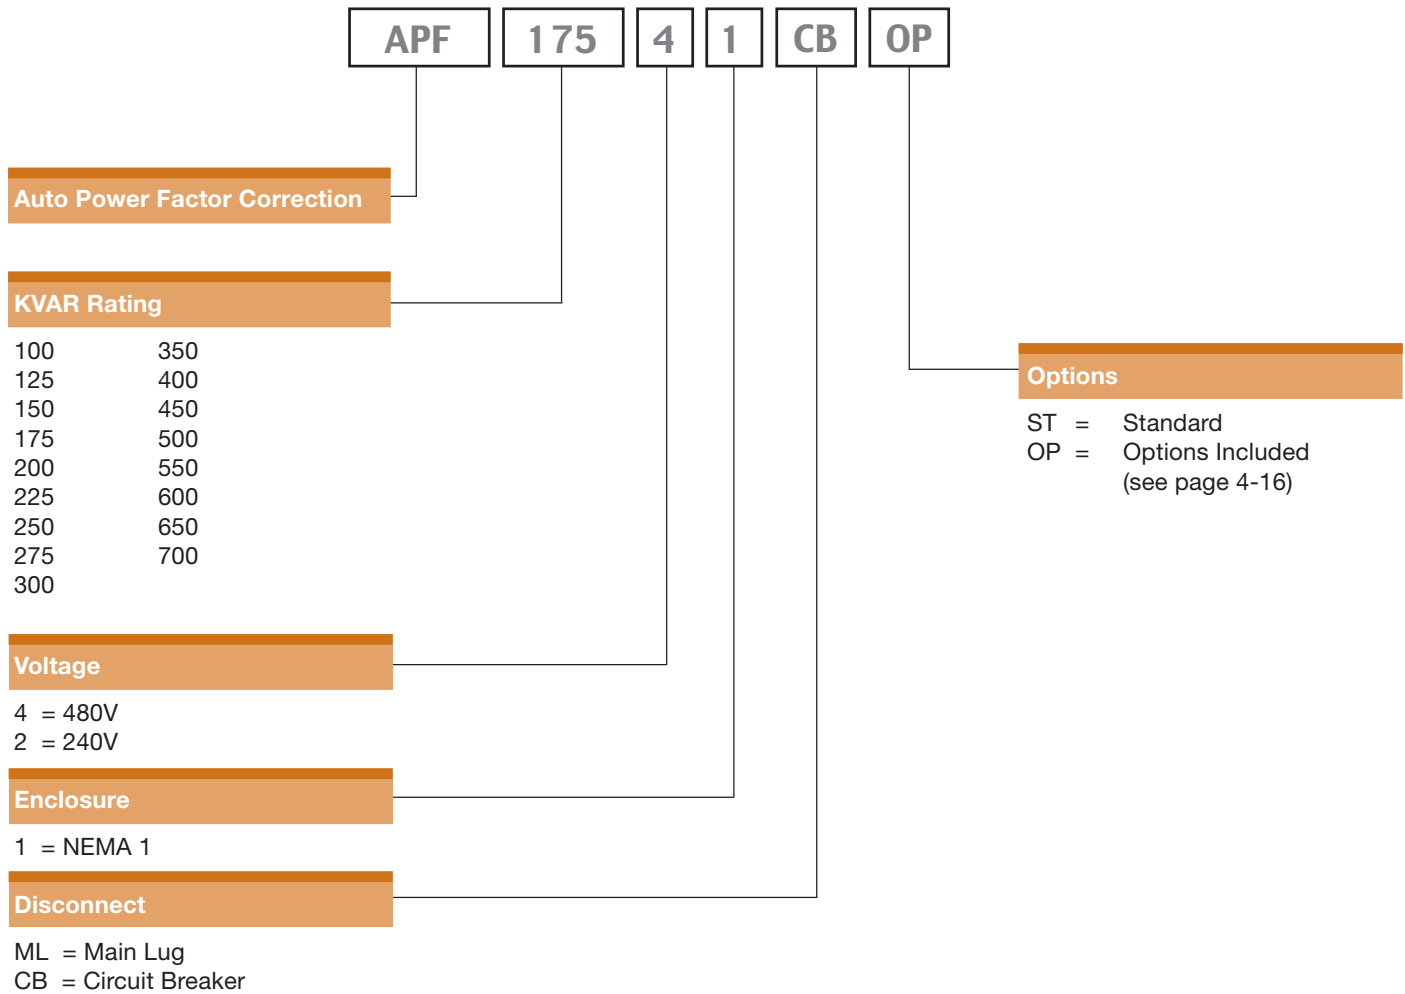 APF 175 4 1 CB OP
Auto Power Factor Correction
KVAR Rating
100 350
125 400
150 450
175 500
200 550
225 600
250 650
275 700
300
Options
ST = Standard
OP = Options Included
(see page 4-16)
Voltage
4 = 480V
2 = 240V
Enclosure
1 = NEMA 1
Disconnect
ML = Main Lug
CB = Circuit Breaker